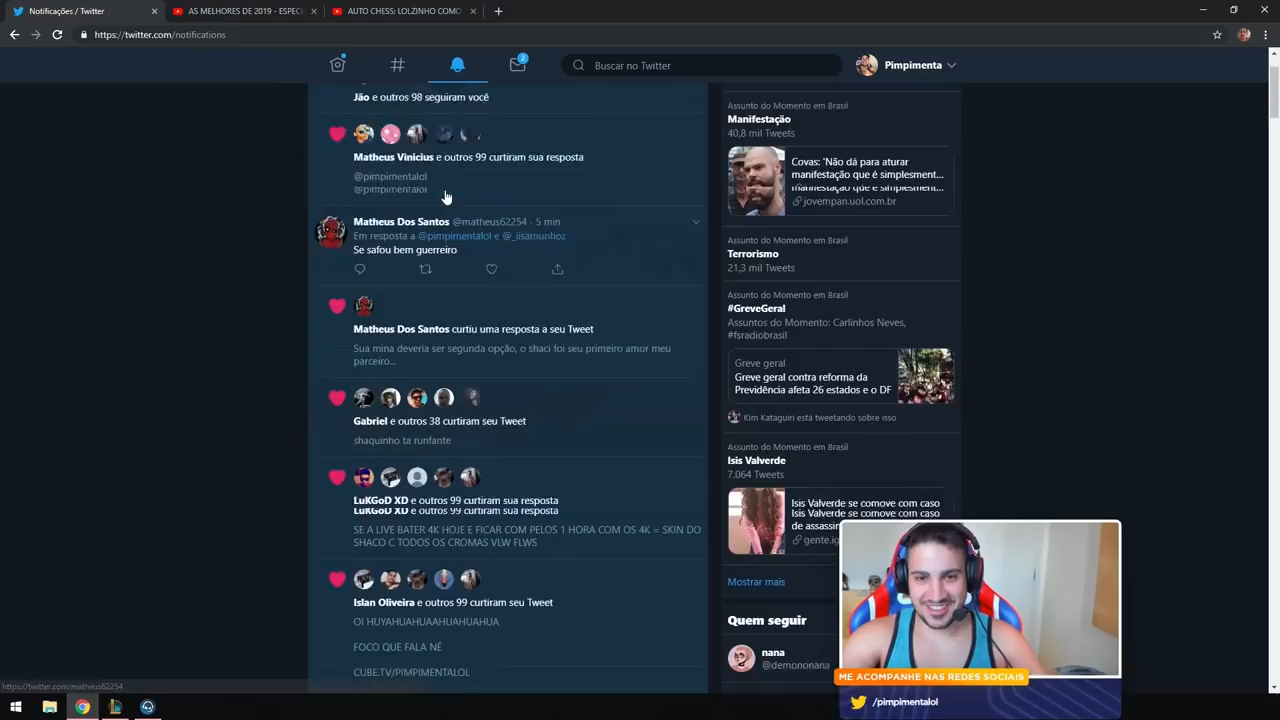 Notificações / Twitter
AS MELHORES DE 2019 - ESPECI
AUTO CHESS: LOLZINHO COMO
https://twitter.com/notifications
2
Buscar no Twitter
Pimpimenta
Jão e outros 98 seguiram você
Matheus Vinicius e outros 99 curtiram sua resposta
@pimpimentalol
@pimpimentalol
Matheus Dos Santos @matheus62254 · 5 min
Em resposta a @pimpimentalol e @_iisamunhoz
Se safou bem guerreiro
Matheus Dos Santos curtiu uma resposta a seu Tweet
Sua mina deveria ser segunda opção, o shaci foi seu primeiro amor meu
parceiro...
Gabriel e outros 38 curtiram seu Tweet
shaquinho ta runfante
LuKGoD XD e outros 99 curtiram sua resposta
LuKGoD XD e outros 99 curtiram sua resposta
SE A LIVE BATER 4K HOJE E FICAR COM PELOS 1 HORA COM OS 4K = SKIN DO
SHACO C TODOS OS CROMAS VLW FLWS
Islan Oliveira e outros 99 curtiram seu Tweet
OI HUYAHUAHUAAHUAHUAHUA
FOCO QUE FALA NÉ
CUBE.TV/PIMPIMENTALOL
https://twitter.com/matheus62254
Assunto do Momento em Brasil
Manifestação
40,8 mil Tweets
Covas: 'Não dá para aturar
manifestação que é simplesment...
manifestação que é simplesment...
jovempan.uol.com.br
Assunto do Momento em Brasil
Terrorismo
21,3 mil Tweets
Assunto do Momento em Brasil
#GreveGeral
Assuntos do Momento: Carlinhos Neves,
#fsradiobrasil
Greve geral
Greve geral contra reforma da
Previdência afeta 26 estados e o DF
Kim Kataguiri está tweetando sobre isso
Assunto do Momento em Brasil
Isis Valverde
7.064 Tweets
Isis Valverde se comove com caso
Isis Valverde se comove com caso
de assassin
gente.ig
Mostrar mais
Quem seguir
nana
@demononana
ME ACOMPANHE NAS REDES SOCIAIS
/pimpimentalol